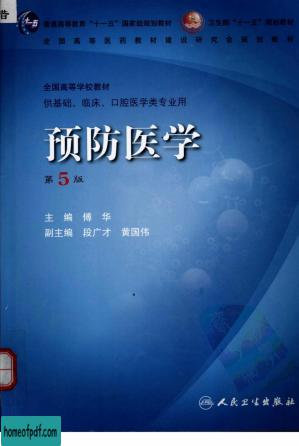 昔
普通高等教育"十一五"国家级规划教材
卫生部"十一五"规划教材
全国高等医药教材建设研究会规划教材
全国高等学校教材
供基础、临床、口腔医学类专业用
预防医学
第5版
主编 傅华
副主编 段广才 黄国伟
人民卫生出版社
homeofpdf.com
homeofpdf.com